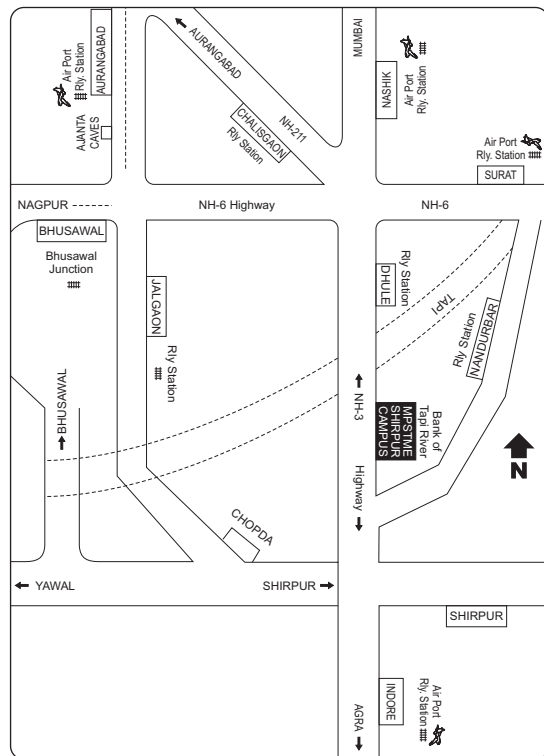 AURANGABAD
Air Port
Rly. Station
AJANTA
CAVES
AURANGABAD
NH-211
CHALISGAON
Rly Station
MUMBAI
NASHIK
Air Port
Rly. Station
Air Port
Rly. Station
SURAT
NAGPUR
NH-6 Highway
NH-6
BHUSAWAL
Bhusawal
Junction
JALGAON
Rly Station
Rly Station
DHULE
TAPI
Rly Station
NANDURBAR
BHUSAWAL
NH-3
Highway
MPSTME
SHIRPUR
CAMPUS
Bank of
Tapi River
N
CHOPDA
YAWAL
SHIRPUR
SHIRPUR
INDORE
Air Port
Rly. Station
AGRA